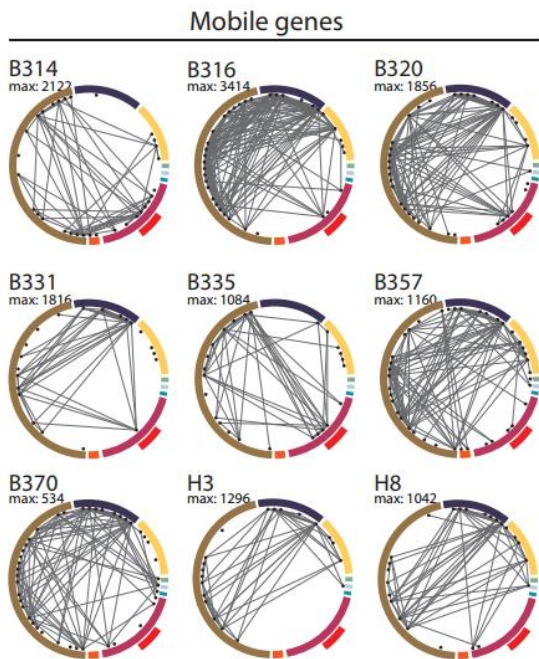 Mobile genes
B314
max: 2122
B316
max: 3414
B320
max: 1856
B331
max: 1816
B335
max: 1084
B357
max: 1160
B370
max: 534
H3
max: 1296
H8
max: 1042